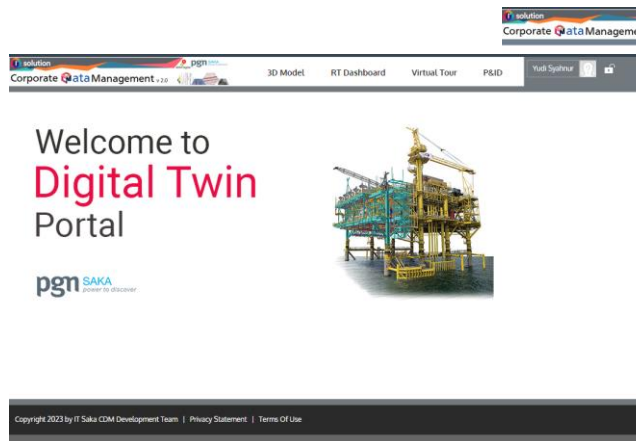 solution
Corporate Data Manageme
solution
pgn
Corporate Data Management v 2.0
3D Model RT Dashboard Virtual Tour P&ID Yudi Syahnur
Welcome to
Digital Twin
Portal
pgn SAKA
power to discover
Copyright 2023 by IT Saka CDM Development Team | Privacy Statement | Terms Of Use